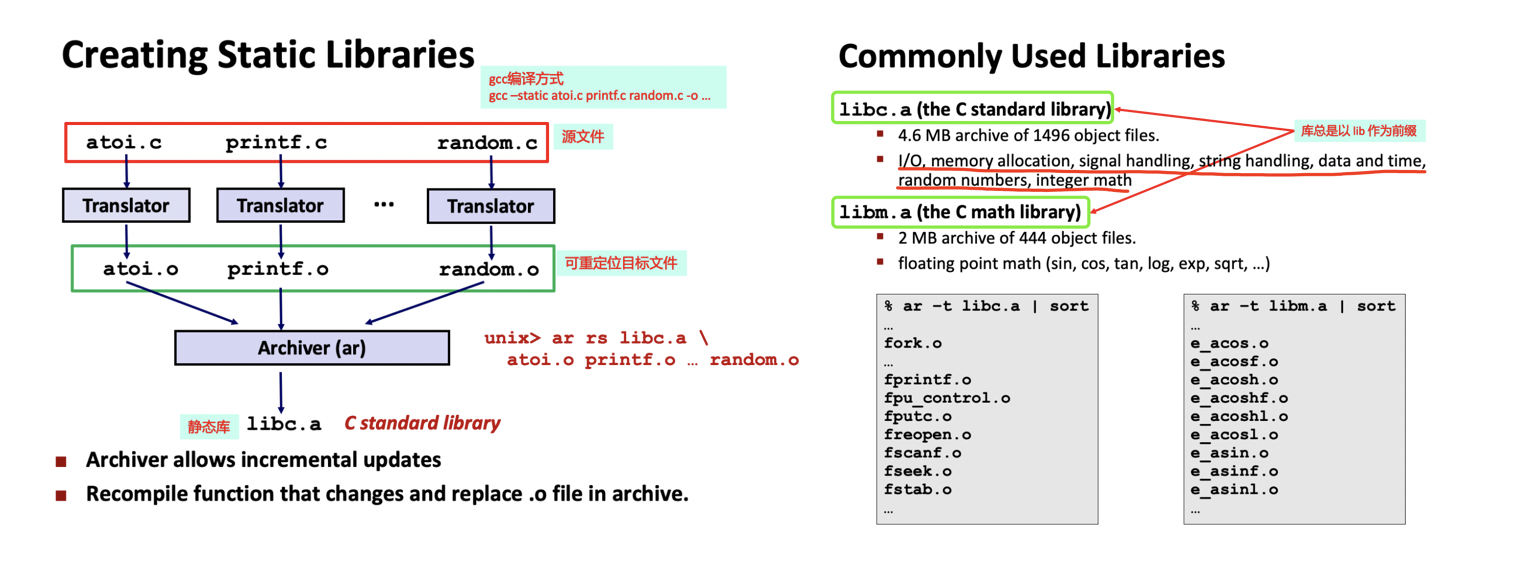 Creating Static Libraries
gcc编译方式
gcc –static atoi.c printf.c random.c -o …
atoi.c printf.c random.c
源文件
Translator Translator ... Translator
atoi.o printf.o random.o
可重定位目标文件
Archiver (ar)
unix> ar rs libc.a \
atoi.o printf.o … random.o
静态库
libc.a C standard library
■ Archiver allows incremental updates
■ Recompile function that changes and replace .o file in archive.
Commonly Used Libraries
libc.a (the C standard library)
库总是以 lib 作为前缀
■ 4.6 MB archive of 1496 object files.
■ I/O, memory allocation, signal handling, string handling, data and time,
random numbers, integer math
libm.a (the C math library)
■ 2 MB archive of 444 object files.
■ floating point math (sin, cos, tan, log, exp, sqrt, …)
% ar –t libc.a | sort
…
fork.o
…
fprintf.o
fpu_control.o
fputc.o
freopen.o
fscanf.o
fseek.o
fstab.o
…
% ar –t libm.a | sort
…
e_acos.o
e_acosf.o
e_acosh.o
e_acoshf.o
e_acoshl.o
e_acosl.o
e_asin.o
e_asinf.o
e_asinl.o
…